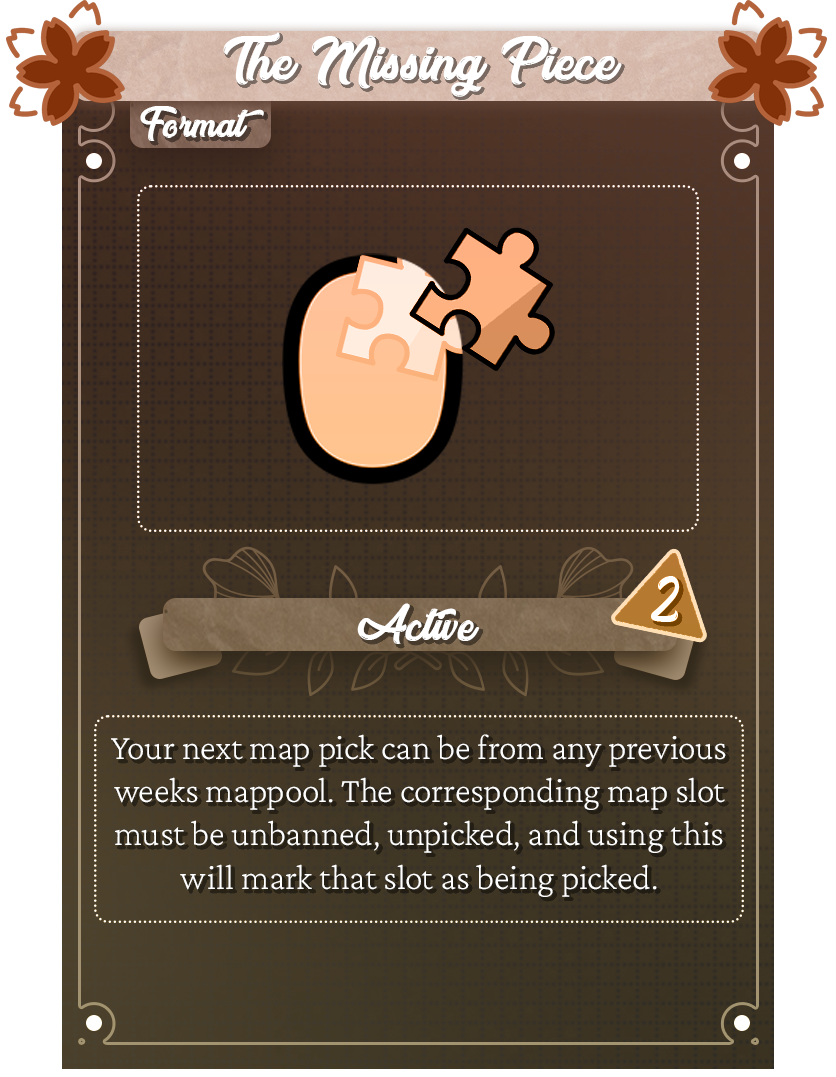 The Missing Piece
Format
Active
2
Your next map pick can be from any previous
weeks mappool. The corresponding map slot
must be unbanned, unpicked, and using this
will mark that slot as being picked.